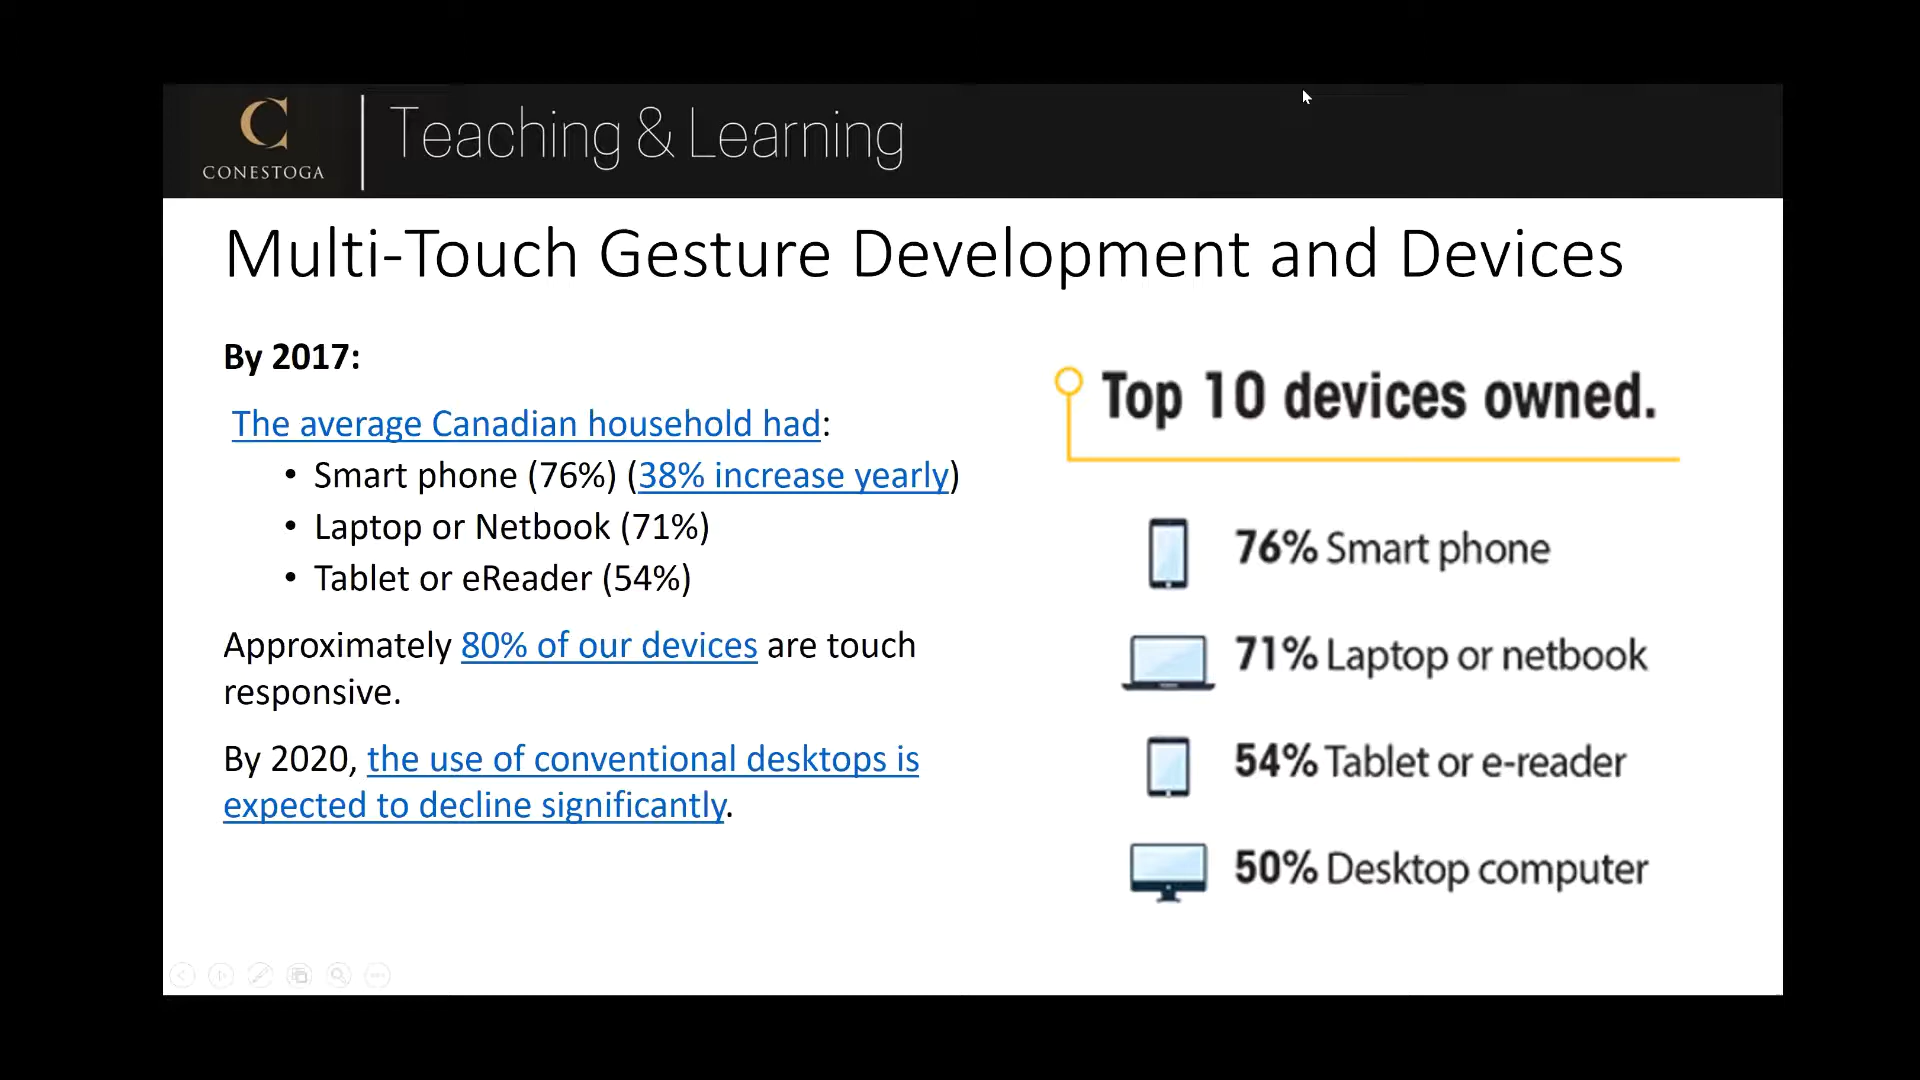 CONESTOGA
Teaching & Learning
Multi-Touch Gesture Development and Devices
By 2017:
The average Canadian household had:
• Smart phone (76%) (38% increase yearly)
• Laptop or Netbook (71%)
• Tablet or eReader (54%)
Approximately 80% of our devices are touch
responsive.
By 2020, the use of conventional desktops is
expected to decline significantly.
Top 10 devices owned.
76% Smart phone
71% Laptop or netbook
54% Tablet or e-reader
50% Desktop computer